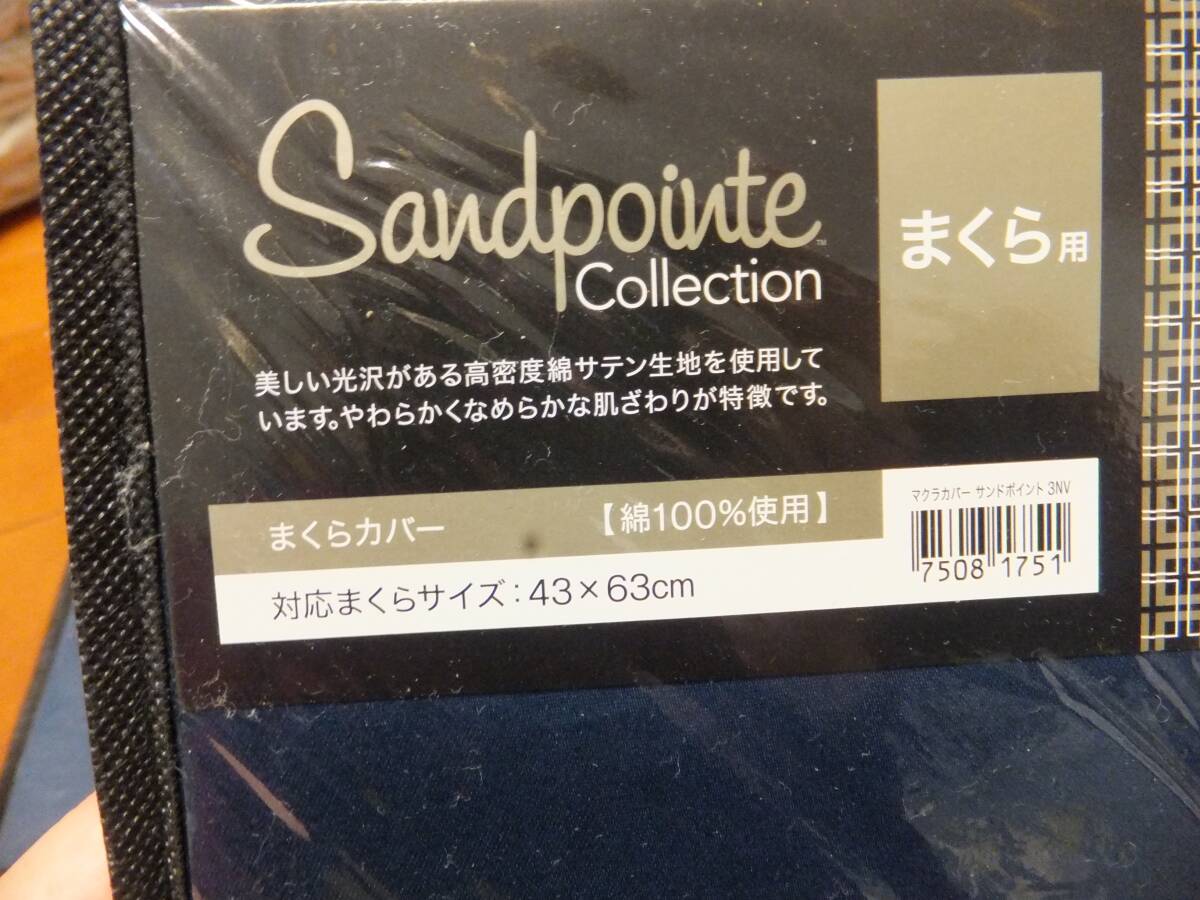 Sandpointe™
Collection
まくら用
美しい光沢がある高密度綿サテン生地を使用して
います。やわらかくなめらかな肌ざわりが特徴です。
まくらカバー 【綿100%使用】
対応まくらサイズ：43×63cm
マクラカバー サンドポイント 3NV
7508 1751